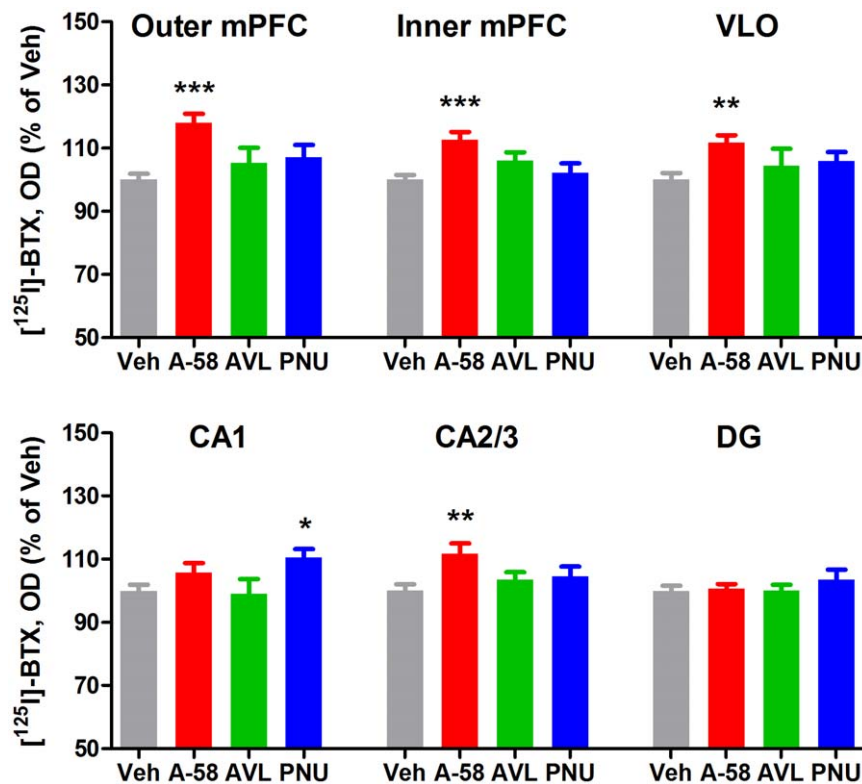 Outer mPFC Inner mPFC VLO
[¹²⁵I]-BTX, OD (% of Veh)
150
130
110
90
70
50
*** *** **
Veh A-58 AVL PNU Veh A-58 AVL PNU Veh A-58 AVL PNU
CA1 CA2/3 DG
[¹²⁵I]-BTX, OD (% of Veh)
150
130
110
90
70
50
* **
Veh A-58 AVL PNU Veh A-58 AVL PNU Veh A-58 AVL PNU